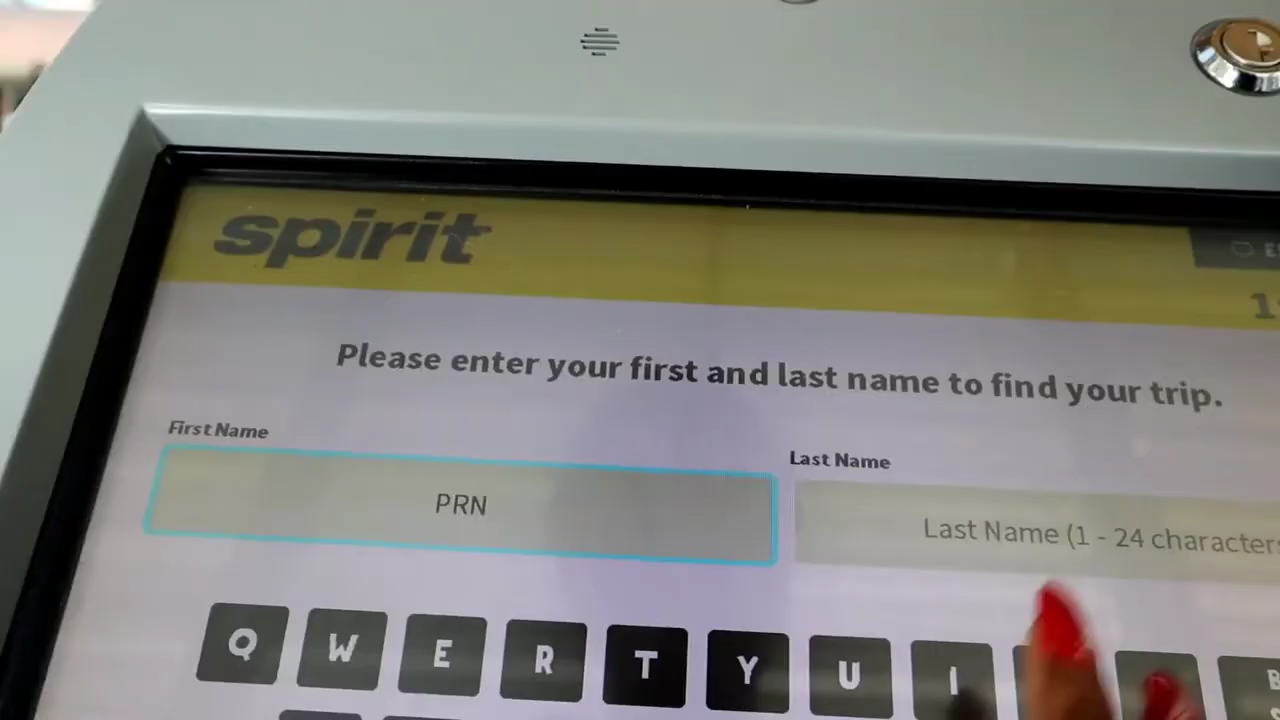 spirit
Please enter your first and last name to find your trip.
First Name
Last Name
PRN
Last Name (1 - 24 characters
Q W E R T Y U I